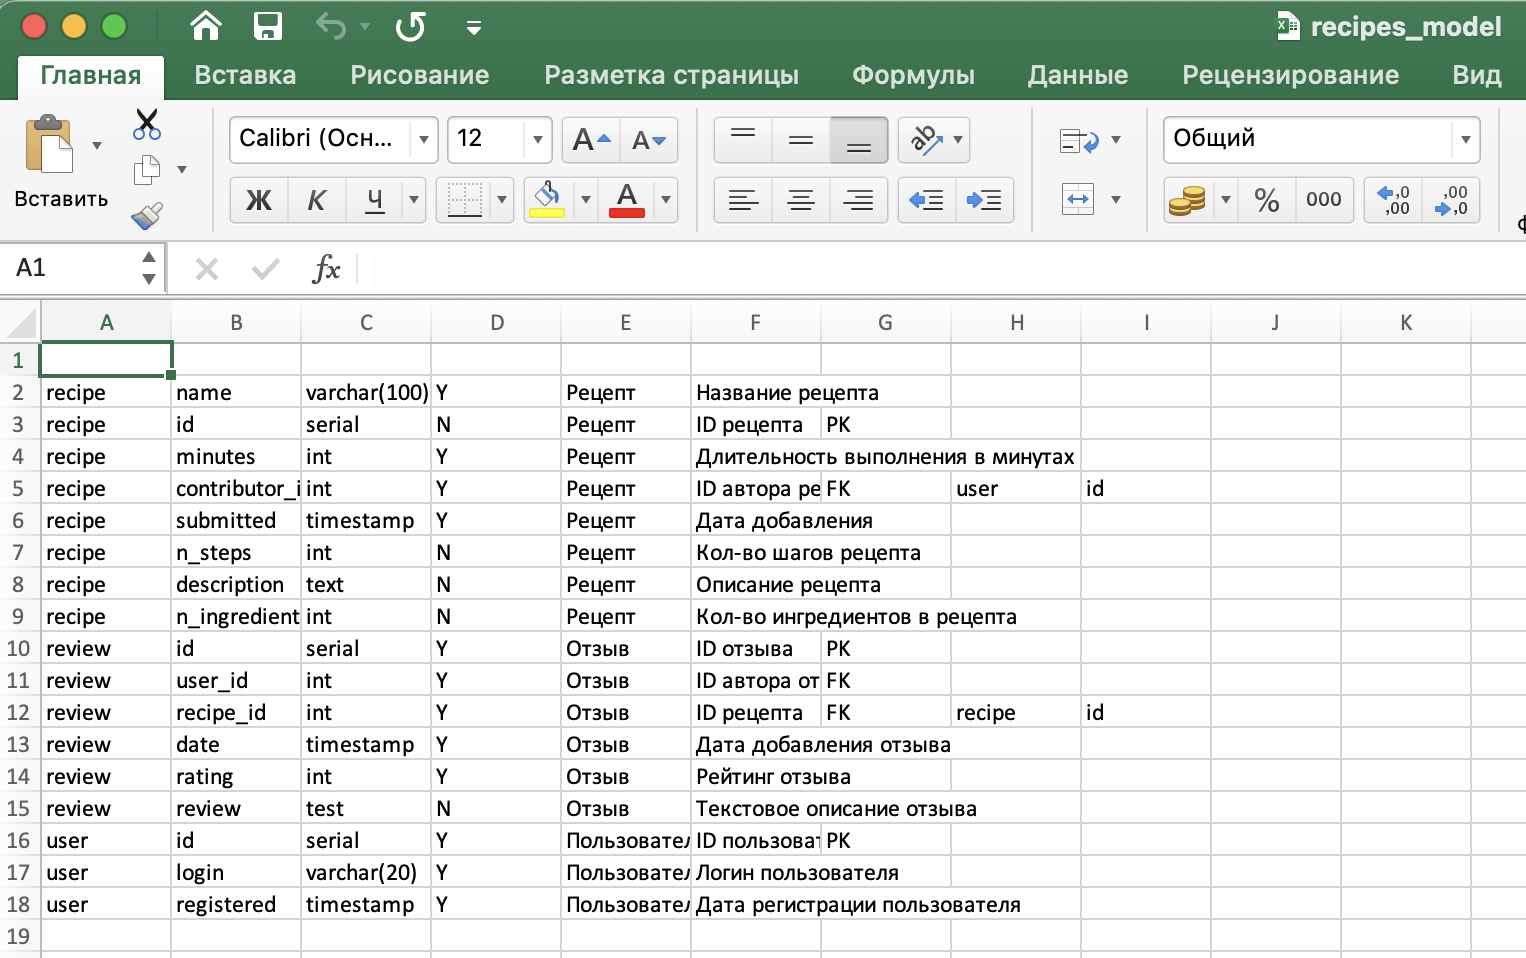 recipes_model
Главная Вставка Рисование Разметка страницы Формулы Данные Рецензирование Вид
Вставить
Calibri (Осн... 12 A A ab Общий
Ж К Ч А % 000 ,0 ,00 ,00 ,0
A1 fx
A B C D E F G H I J K
1
2 recipe name varchar(100) Y Рецепт Название рецепта
3 recipe id serial N Рецепт ID рецепта PK
4 recipe minutes int Y Рецепт Длительность выполнения в минутах
5 recipe contributor_i int Y Рецепт ID автора ре FK user id
6 recipe submitted timestamp Y Рецепт Дата добавления
7 recipe n_steps int N Рецепт Кол-во шагов рецепта
8 recipe description text N Рецепт Описание рецепта
9 recipe n_ingredient int N Рецепт Кол-во ингредиентов в рецепта
10 review id serial Y Отзыв ID отзыва PK
11 review user_id int Y Отзыв ID автора от FK
12 review recipe_id int Y Отзыв ID рецепта FK recipe id
13 review date timestamp Y Отзыв Дата добавления отзыва
14 review rating int Y Отзыв Рейтинг отзыва
15 review review test N Отзыв Текстовое описание отзыва
16 user id serial Y Пользовател ID пользоват PK
17 user login varchar(20) Y Пользовател Логин пользователя
18 user registered timestamp Y Пользовател Дата регистрации пользователя
19